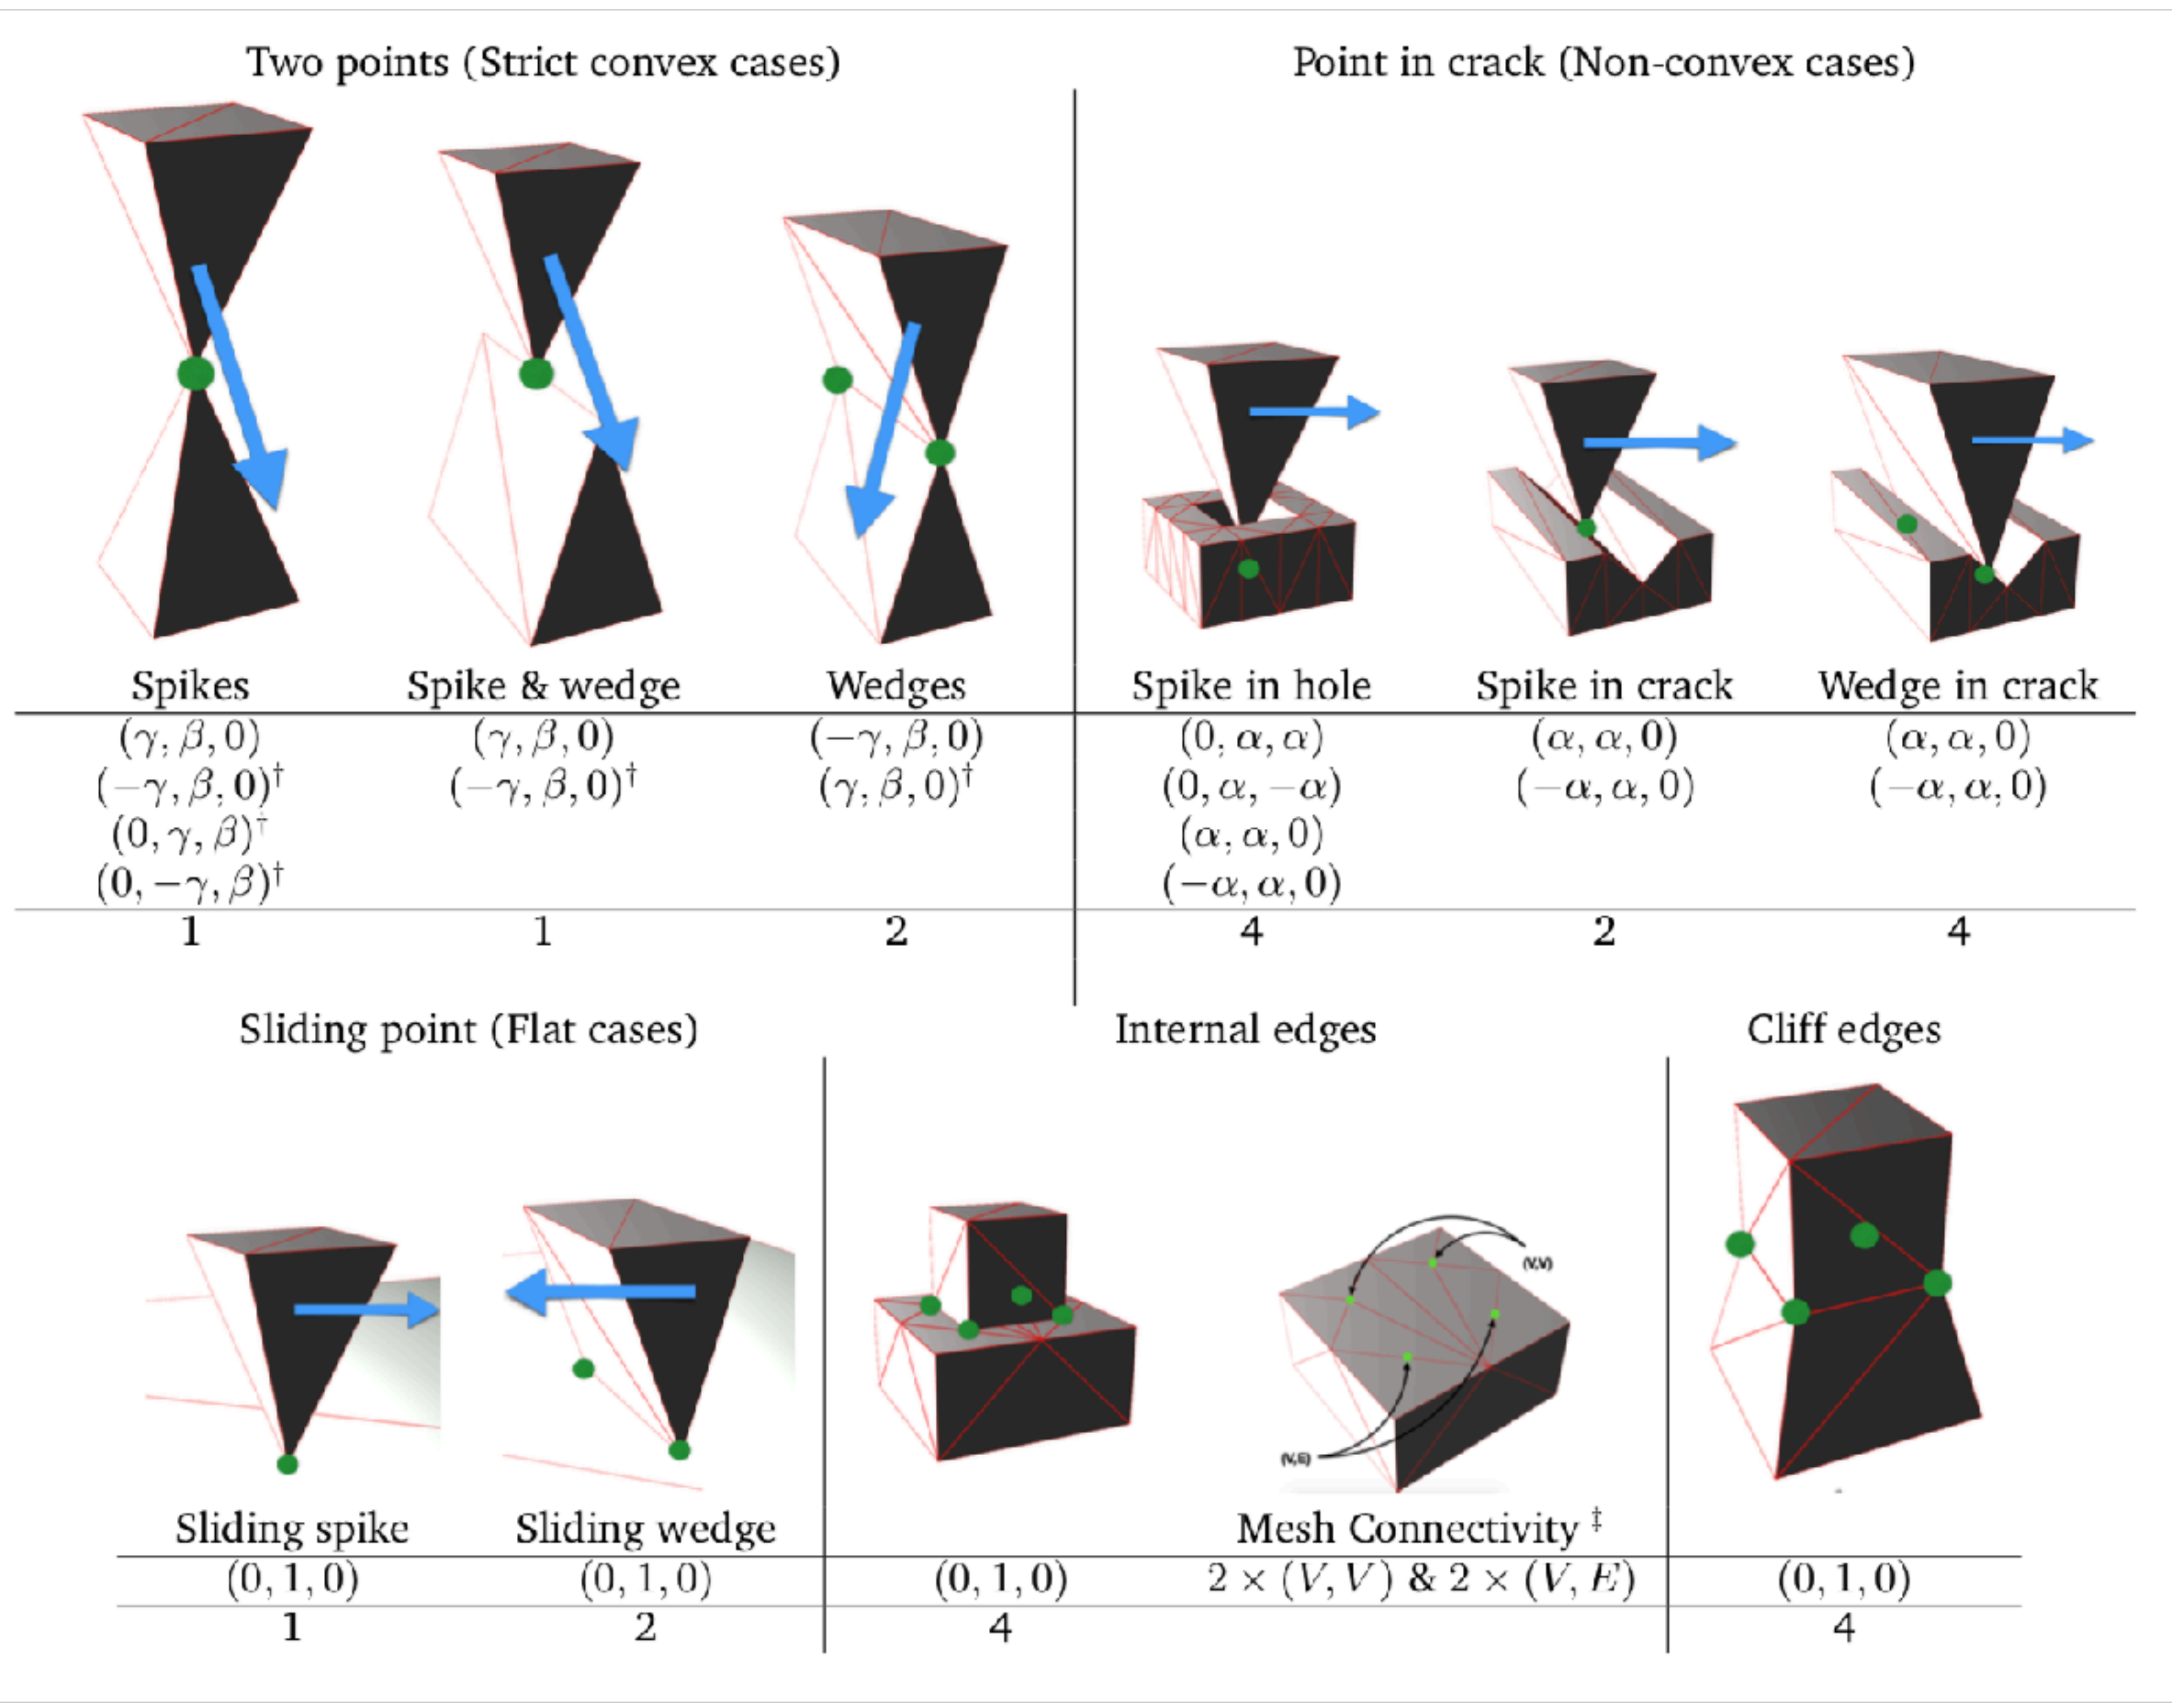 Two points (Strict convex cases)
Point in crack (Non-convex cases)
Spikes
Spike & wedge
Wedges
Spike in hole
Spike in crack
Wedge in crack
(γ, β, 0)
(γ, β, 0)
(−γ, β, 0)
(0, α, α)
(α, α, 0)
(α, α, 0)
(−γ, β, 0)†
(−γ, β, 0)†
(γ, β, 0)†
(0, α, −α)
(−α, α, 0)
(−α, α, 0)
(0, γ, β)†
(α, α, 0)
(0, −γ, β)†
(−α, α, 0)
1
1
2
4
2
4
Sliding point (Flat cases)
Internal edges
Cliff edges
(V,V)
(V,E)
Sliding spike
Sliding wedge
Mesh Connectivity ‡
(0, 1, 0)
(0, 1, 0)
(0, 1, 0)
2 × (V, V) & 2 × (V, E)
(0, 1, 0)
1
2
4
4